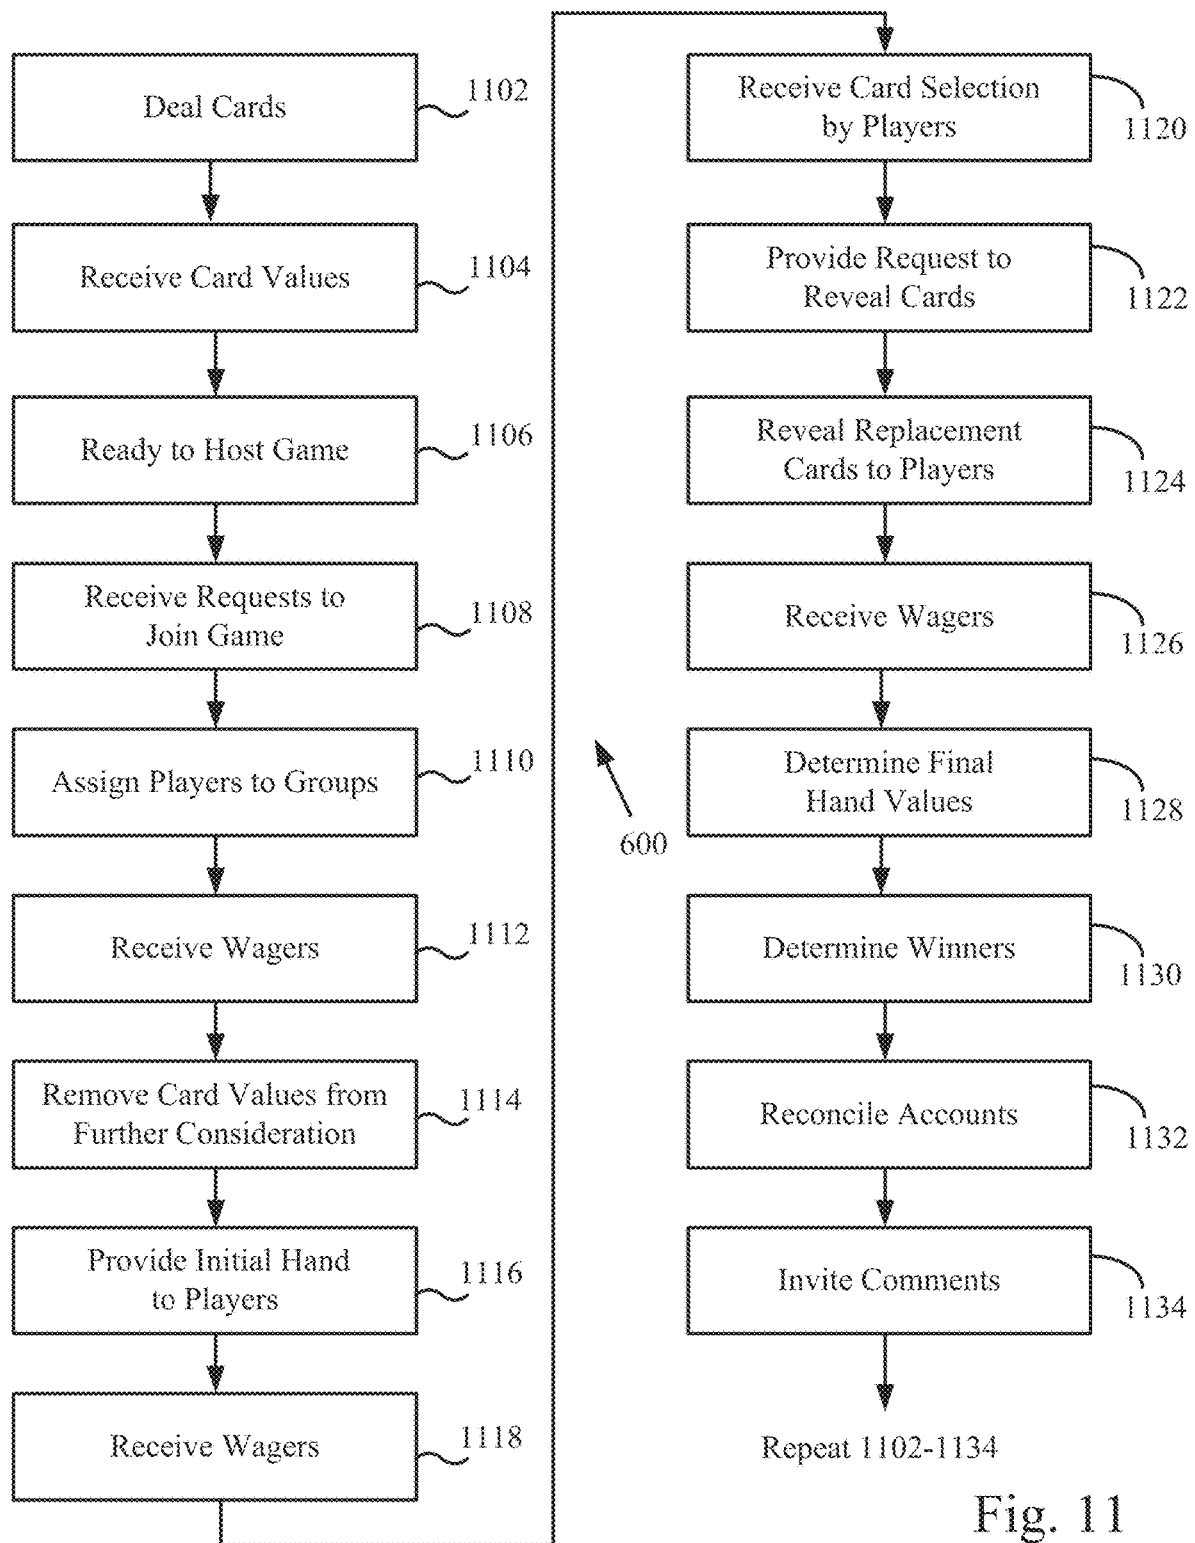 Deal Cards
1102
Receive Card Values
1104
Ready to Host Game
1106
Receive Requests to
Join Game
1108
Assign Players to Groups
1110
Receive Wagers
1112
Remove Card Values from
Further Consideration
1114
Provide Initial Hand
to Players
1116
Receive Wagers
1118
600
Receive Card Selection
by Players
1120
Provide Request to
Reveal Cards
1122
Reveal Replacement
Cards to Players
1124
Receive Wagers
1126
Determine Final
Hand Values
1128
Determine Winners
1130
Reconcile Accounts
1132
Invite Comments
1134
Repeat 1102-1134
Fig. 11